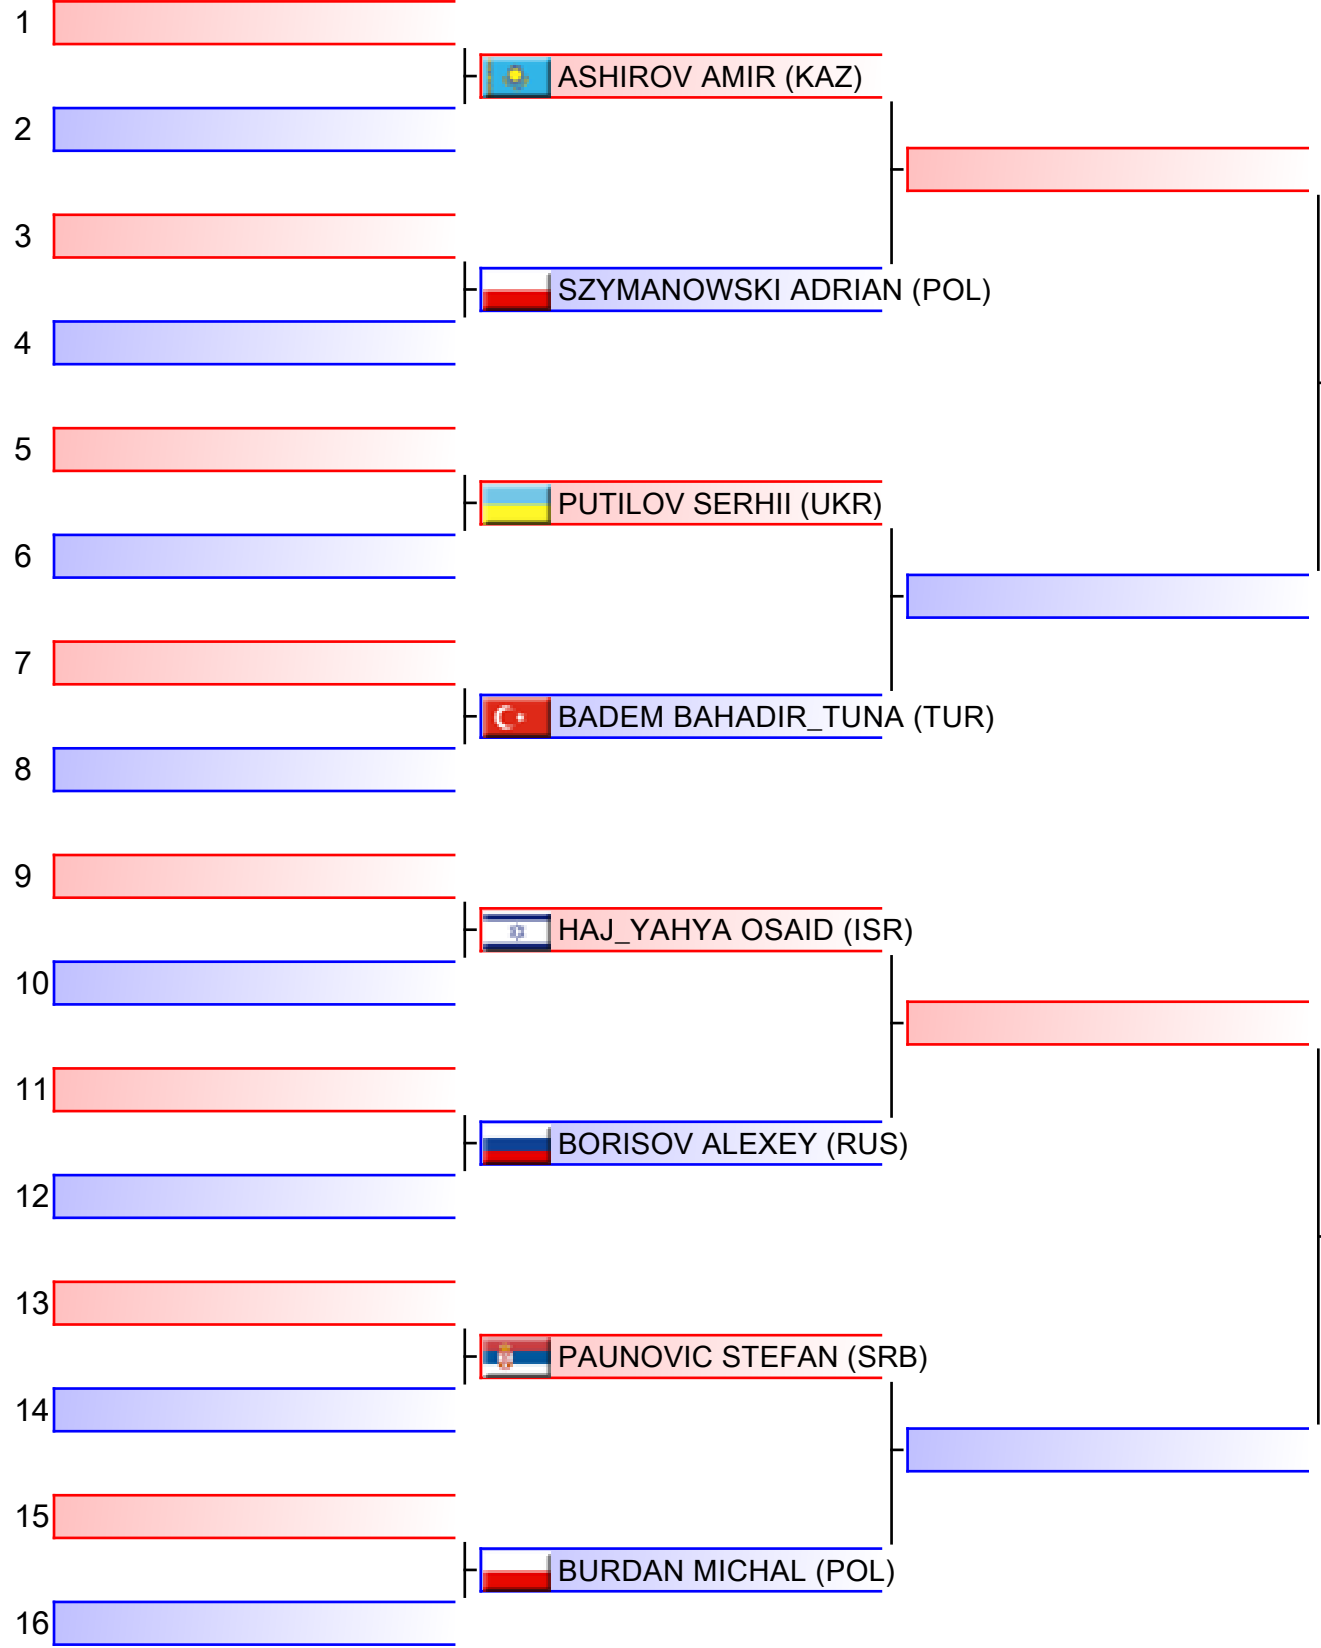 1
ASHIROV AMIR (KAZ)
2
3
SZYMANOWSKI ADRIAN (POL)
4
5
PUTILOV SERHII (UKR)
6
7
BADEM BAHADIR_TUNA (TUR)
8
9
HAJ_YAHYA OSAID (ISR)
10
11
BORISOV ALEXEY (RUS)
12
13
PAUNOVIC STEFAN (SRB)
14
15
BURDAN MICHAL (POL)
16